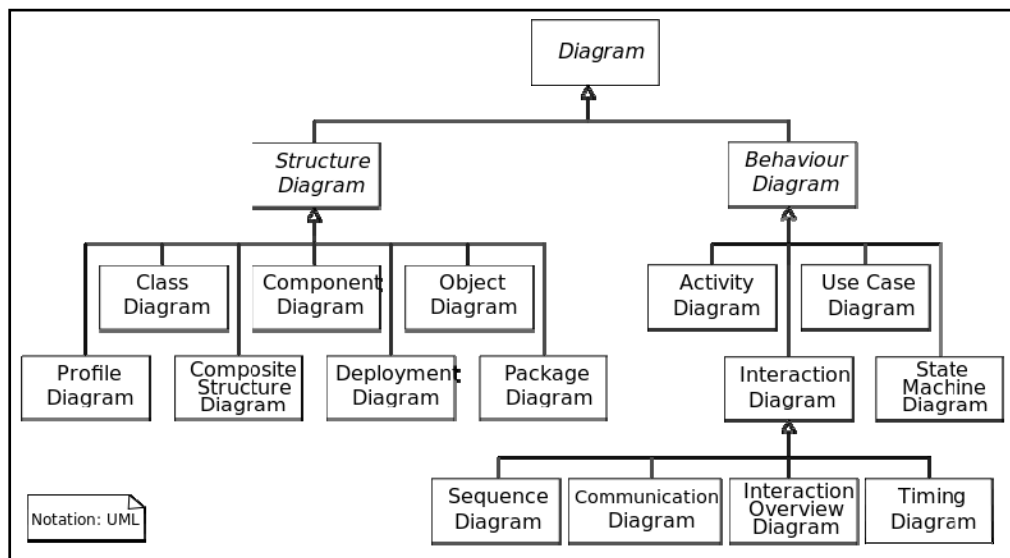 Diagram
Structure
Diagram
Behaviour
Diagram
Class
Diagram
Component
Diagram
Object
Diagram
Activity
Diagram
Use Case
Diagram
Profile
Diagram
Composite
Structure
Diagram
Deployment
Diagram
Package
Diagram
Interaction
Diagram
State
Machine
Diagram
Sequence
Diagram
Communication
Diagram
Interaction
Overview
Diagram
Timing
Diagram
Notation: UML